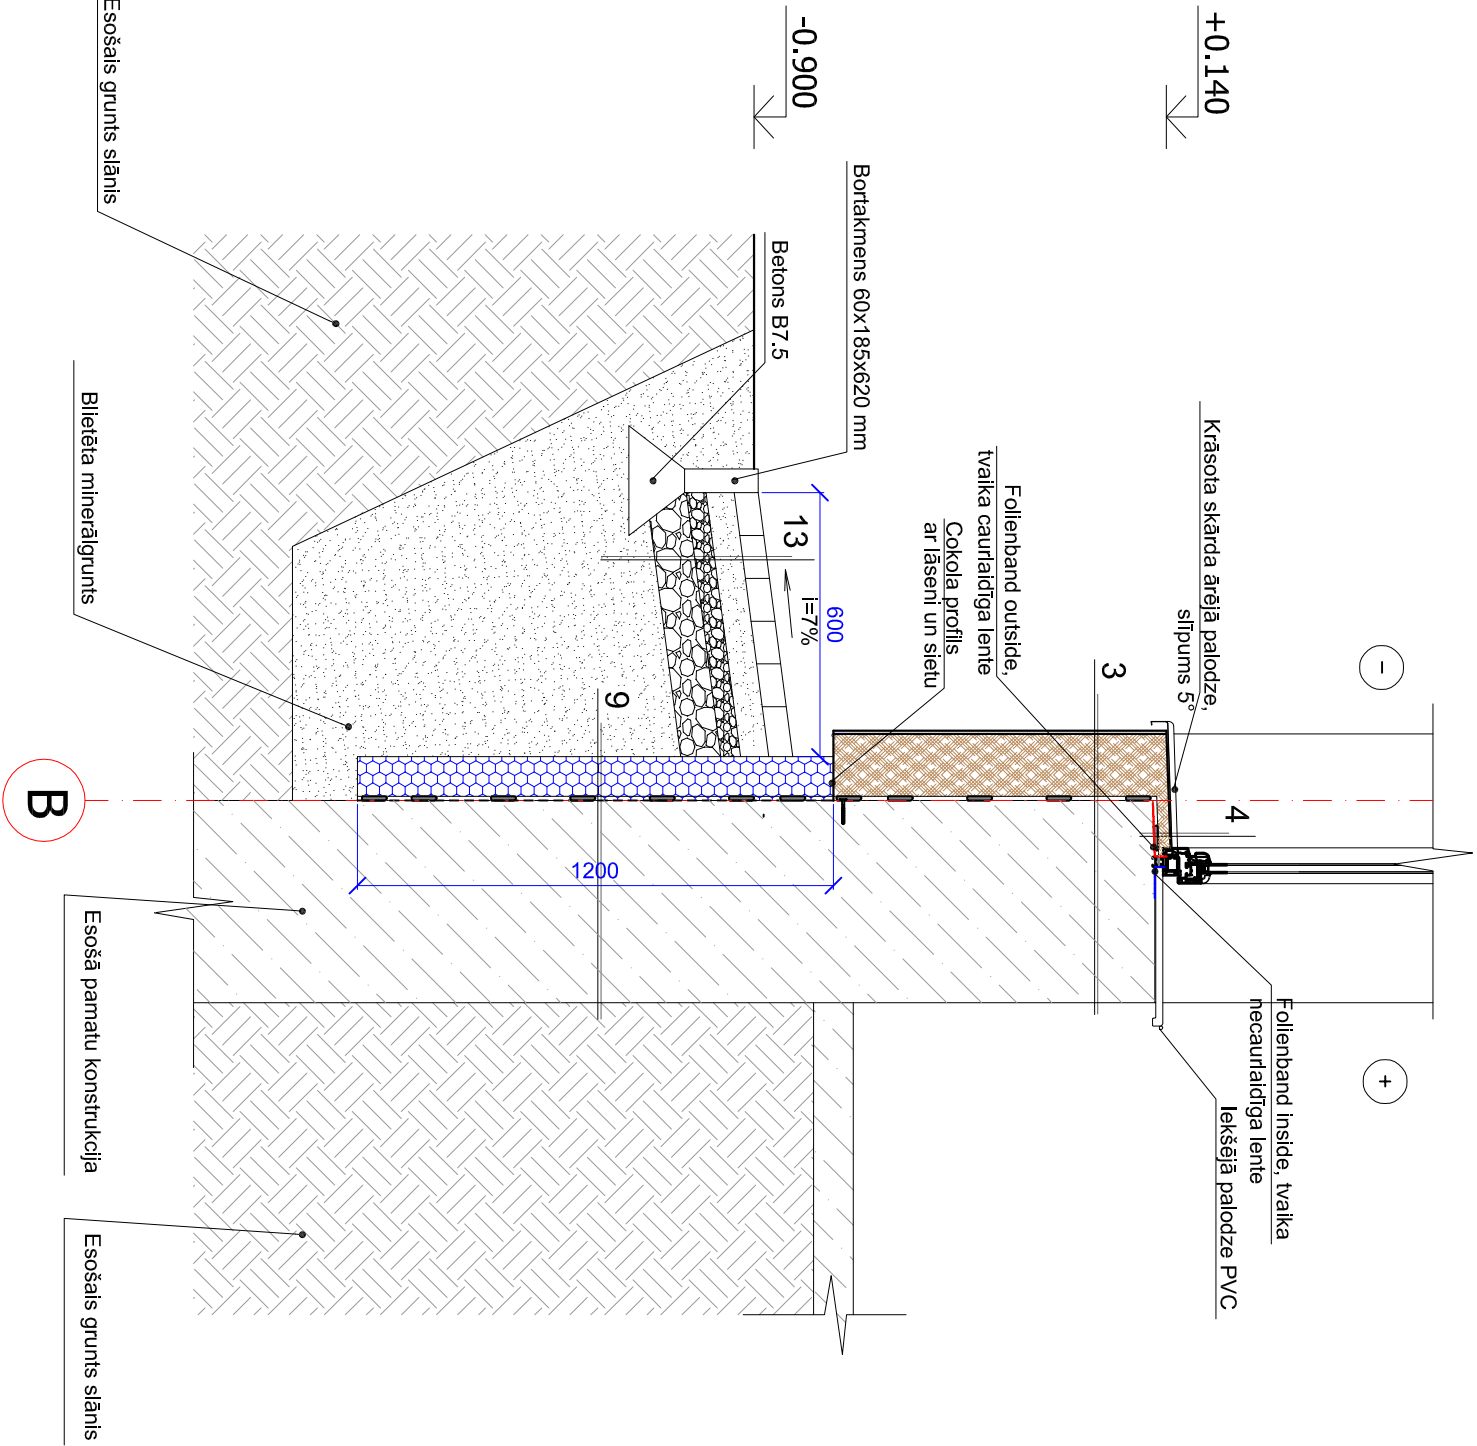 +0.140
-0.900
Krāsota skārda ārējā palodze,
slīpums 5°
Folienband outside,
tvaika caurlaidīga lente
Cokola profils
ar lāseni un sietu
Bortakmens 60x185x620 mm
Betons B7.5
Esošais grunts slānis
Blietēta minerālgrunts
13
i=7%
600
9
3
4
-
+
1200
B
Folienband inside, tvaika
necaurlaidīga lente
Iekšējā palodze PVC
Esošā pamatu konstrukcija
Esošais grunts slānis